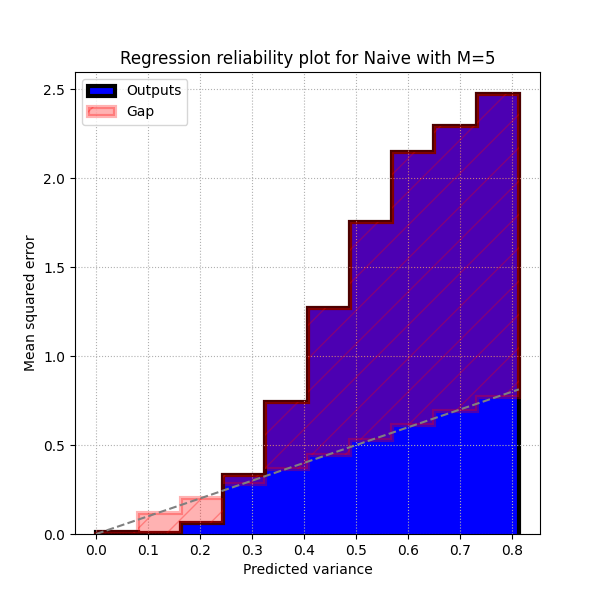 Regression reliability plot for Naive with M=5
Outputs
Gap
Mean squared error
2.5
2.0
1.5
1.0
0.5
0.0
0.0 0.1 0.2 0.3 0.4 0.5 0.6 0.7 0.8
Predicted variance